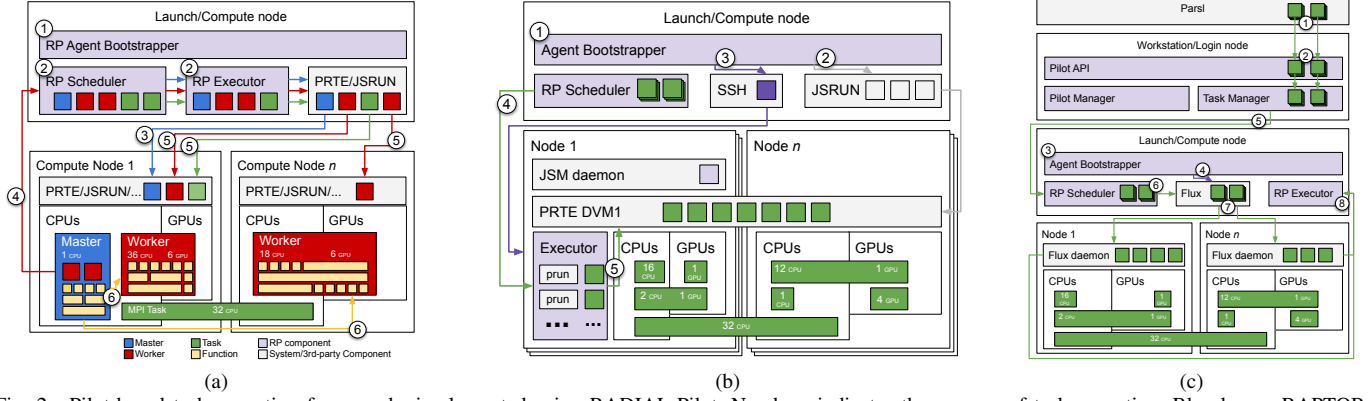 Launch/Compute node
1
RP Agent Bootstrapper
2
RP Scheduler
2
RP Executor
PRTE/JSRUN
3
5
5
5
4
Compute Node 1
Compute Node n
PRTE/JSRUN/...
PRTE/JSRUN/...
CPUs
GPUs
CPUs
GPUs
Master
1 CPU
Worker
36 CPU 6 GPU
Worker
18 CPU 6 GPU
6
MPI Task 32 CPU
6
Master
Task
RP component
Worker
Function
System/3rd-party Component
(a)
Launch/Compute node
1
Agent Bootstrapper
3
2
RP Scheduler
SSH
JSRUN
4
Node 1
Node n
JSM daemon
PRTE DVM1
Executor
CPUs
GPUs
CPUs
GPUs
prun
5
16 CPU
1 GPU
12 CPU 1 GPU
prun
2 CPU 1 GPU
1 CPU
4 GPU
... ...
32 CPU
(b)
Parsl
1
Workstation/Login node
Pilot API
2
Pilot Manager
Task Manager
5
Launch/Compute node
3
Agent Bootstrapper
4
RP Scheduler
6
Flux
RP Executor
7
8
Node 1
Node n
Flux daemon
Flux daemon
CPUs
GPUs
CPUs
GPUs
16 CPU
1 GPU
12 CPU 1 GPU
2 CPU 1 GPU
1 CPU
4 GPU
32 CPU
(c)